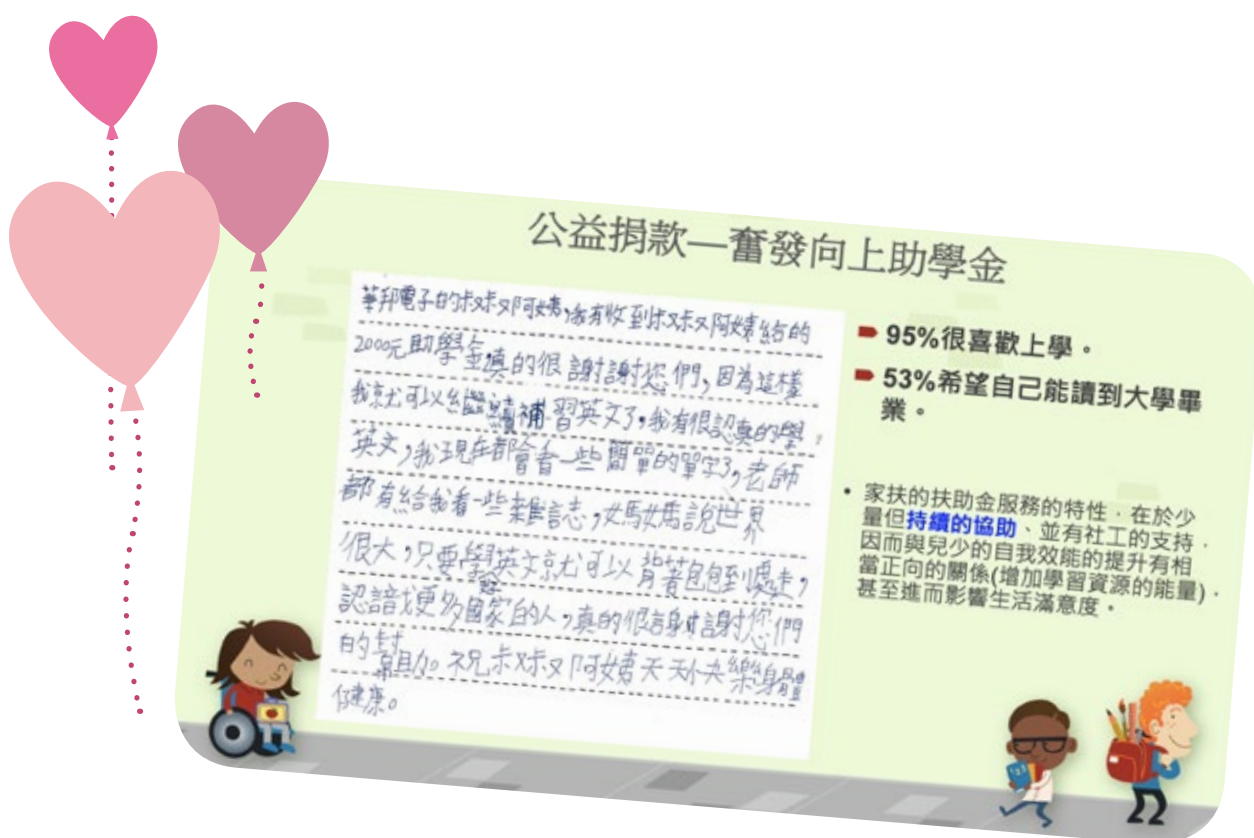 公益捐款—奮發向上助學金
華邦電子的叔叔阿姨,我有收到叔叔阿姨給的
2000元助學金,真的很謝謝您們,因為這樣
我就可以繼續補習英文了,我有很認真的學
英文,我現在都會看一些簡單的單字了,老師
都有給我看一些雜誌,媽媽說世界
很大,只要學英文就可以背著包包到處走,
認識更多國家的人,真的很謝謝您們
的幫助。祝叔叔阿姨天天快樂身體
健康。
95%很喜歡上學。
53%希望自己能讀到大學畢
業。
家扶的扶助金服務的特性,在於少
量但持續的協助、並有社工的支持,
因而與兒少的自我效能的提升有相
當正向的關係(增加學習資源的能量),
甚至進而影響生活滿意度。